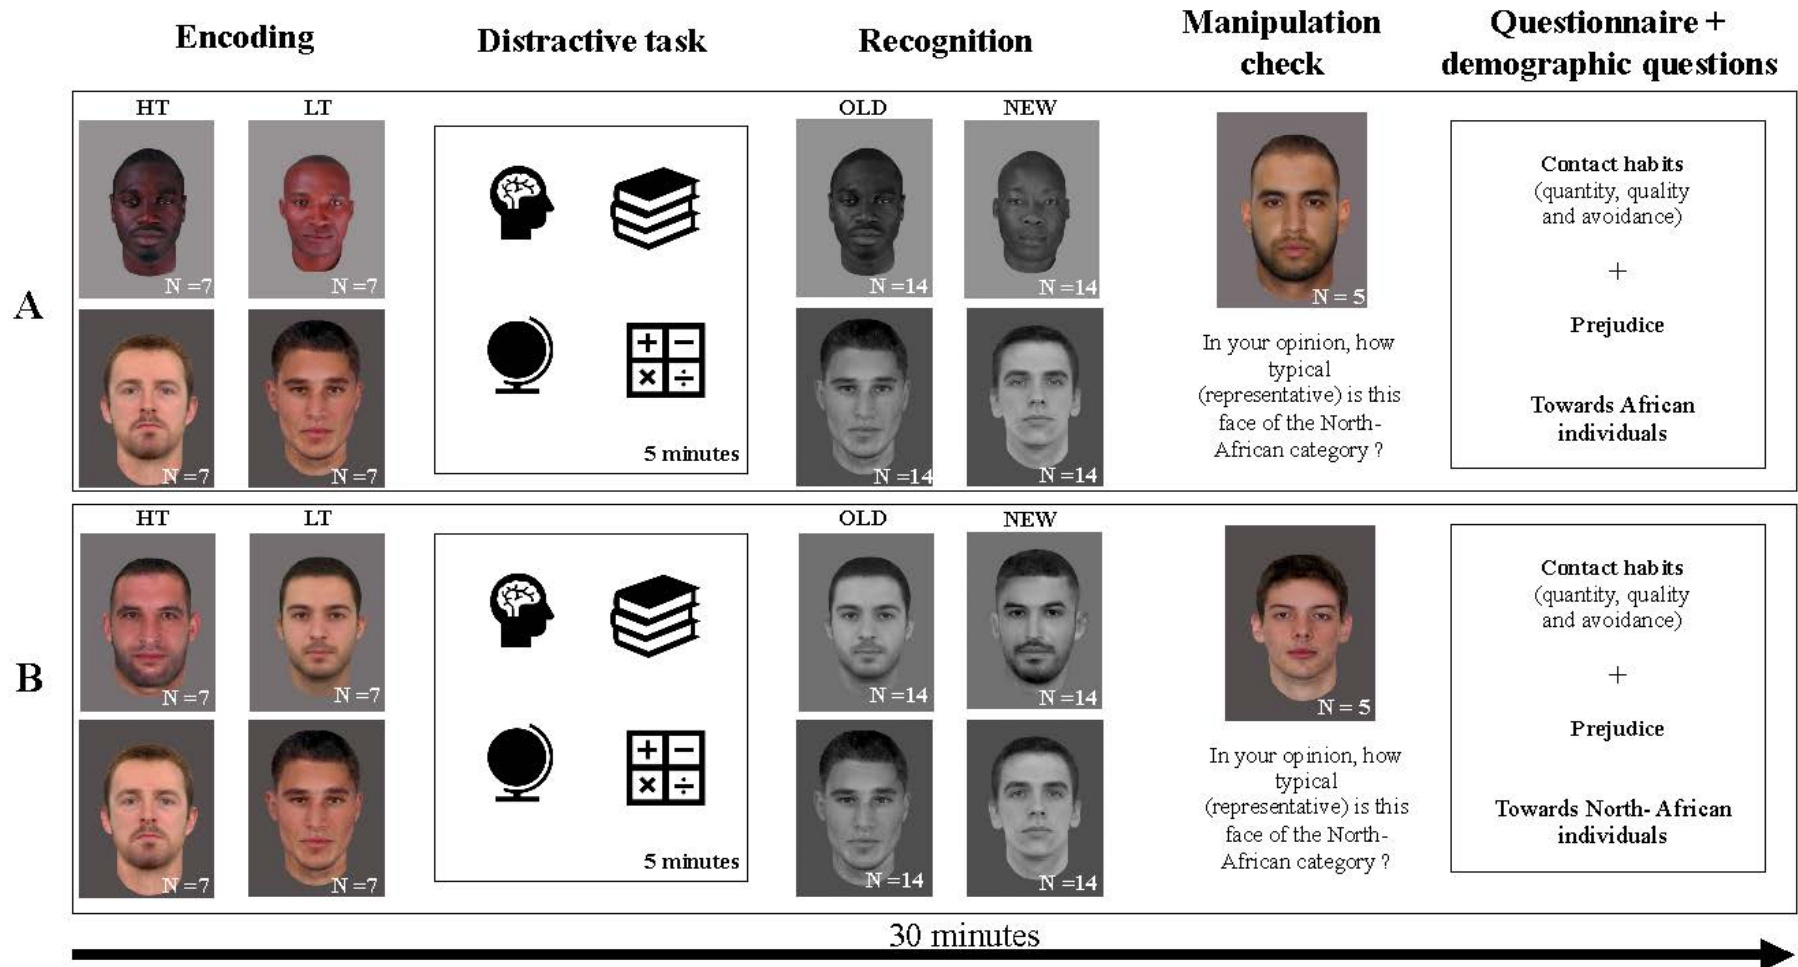 Encoding
Distractive task
Recognition
Manipulation
check
Questionnaire +
demographic questions
A
HT
LT
N =7
N =7
N =7
N =7
+ −
× ÷
5 minutes
OLD
NEW
N =14
N =14
N =14
N =14
N = 5
In your opinion, how
typical
(representative) is this
face of the North-
African category ?
Contact habits
(quantity, quality
and avoidance)
+
Prejudice
Towards African
individuals
B
HT
LT
N =7
N =7
N =7
N =7
+ −
× ÷
5 minutes
OLD
NEW
N =14
N =14
N =14
N =14
N = 5
In your opinion, how
typical
(representative) is this
face of the North-
African category ?
Contact habits
(quantity, quality
and avoidance)
+
Prejudice
Towards North- African
individuals
30 minutes